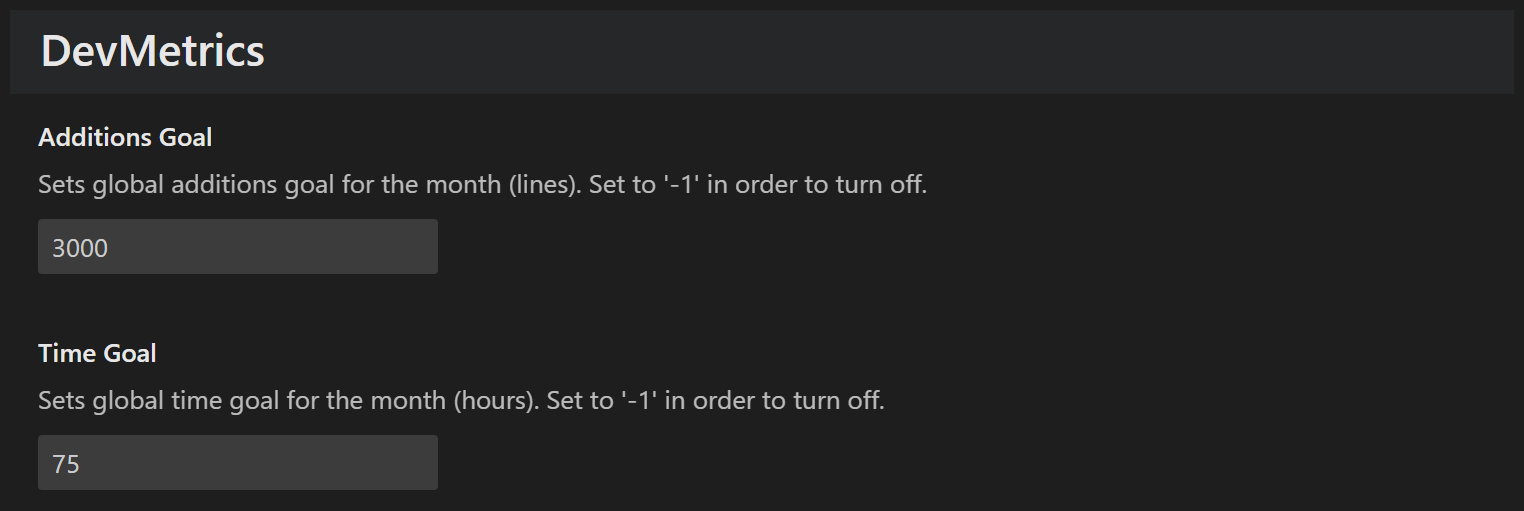 DevMetrics
Additions Goal
Sets global additions goal for the month (lines). Set to '-1' in order to turn off.
3000
Time Goal
Sets global time goal for the month (hours). Set to '-1' in order to turn off.
75